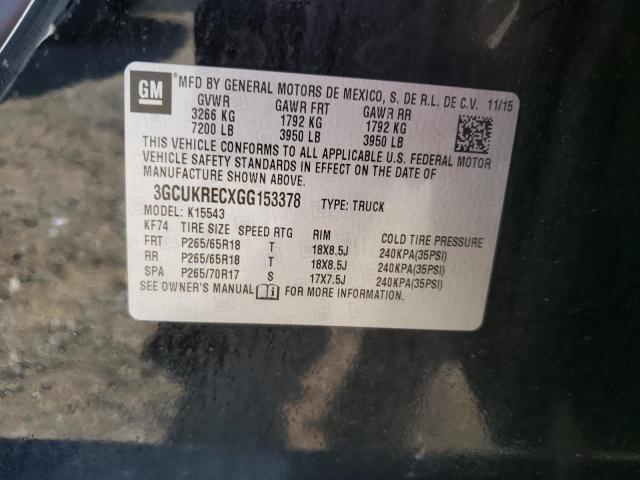 GM *MFD BY GENERAL MOTORS DE MEXICO, S. DE R.L. DE C.V. 11/15
GVWR GAWR FRT GAWR RR
3266 KG 1792 KG 1792 KG
7200 LB 3950 LB 3950 LB
THIS VEHICLE CONFORMS TO ALL APPLICABLE U.S. FEDERAL MOTOR
VEHICLE SAFETY STANDARDS IN EFFECT ON THE DATE OF
MANUFACTURE SHOWN ABOVE.
3GCUKRECXGG153378 TYPE: TRUCK
MODEL: K15543
KF74 TIRE SIZE SPEED RTG RIM COLD TIRE PRESSURE
FRT P265/65R18 T 18X8.5J 240KPA(35PSI)
RR P265/65R18 T 18X8.5J 240KPA(35PSI)
SPA P265/70R17 S 17X7.5J 240KPA(35PSI)
SEE OWNER'S MANUAL FOR MORE INFORMATION.